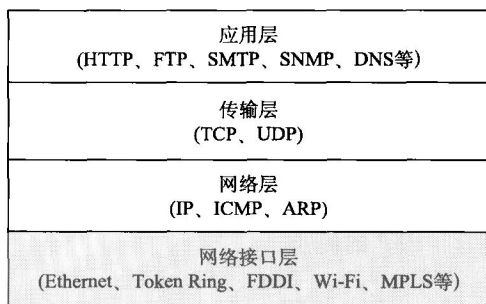 应用层
(HTTP、FTP、SMTP、SNMP、DNS等)
传输层
(TCP、UDP)
网络层
(IP、ICMP、ARP)
网络接口层
(Ethernet、Token Ring、FDDI、Wi-Fi、MPLS等)